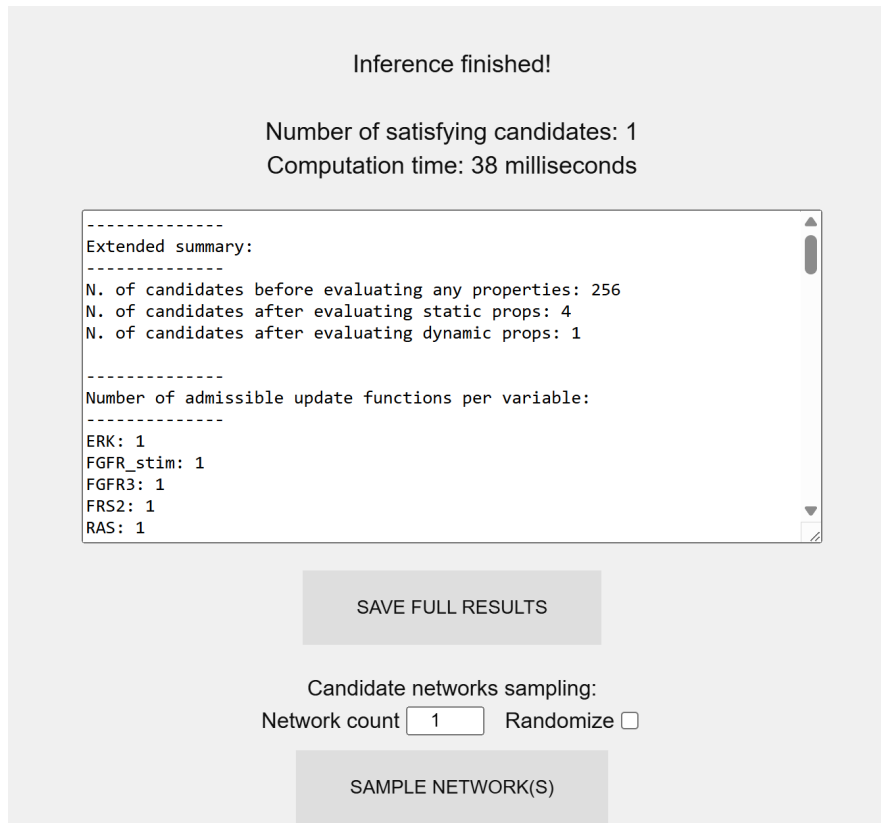 Inference finished!
Number of satisfying candidates: 1
Computation time: 38 milliseconds
--------------
Extended summary:
--------------
N. of candidates before evaluating any properties: 256
N. of candidates after evaluating static props: 4
N. of candidates after evaluating dynamic props: 1
--------------
Number of admissible update functions per variable:
--------------
ERK: 1
FGFR_stim: 1
FGFR3: 1
FRS2: 1
RAS: 1
SAVE FULL RESULTS
Candidate networks sampling:
Network count 1 Randomize
SAMPLE NETWORK(S)